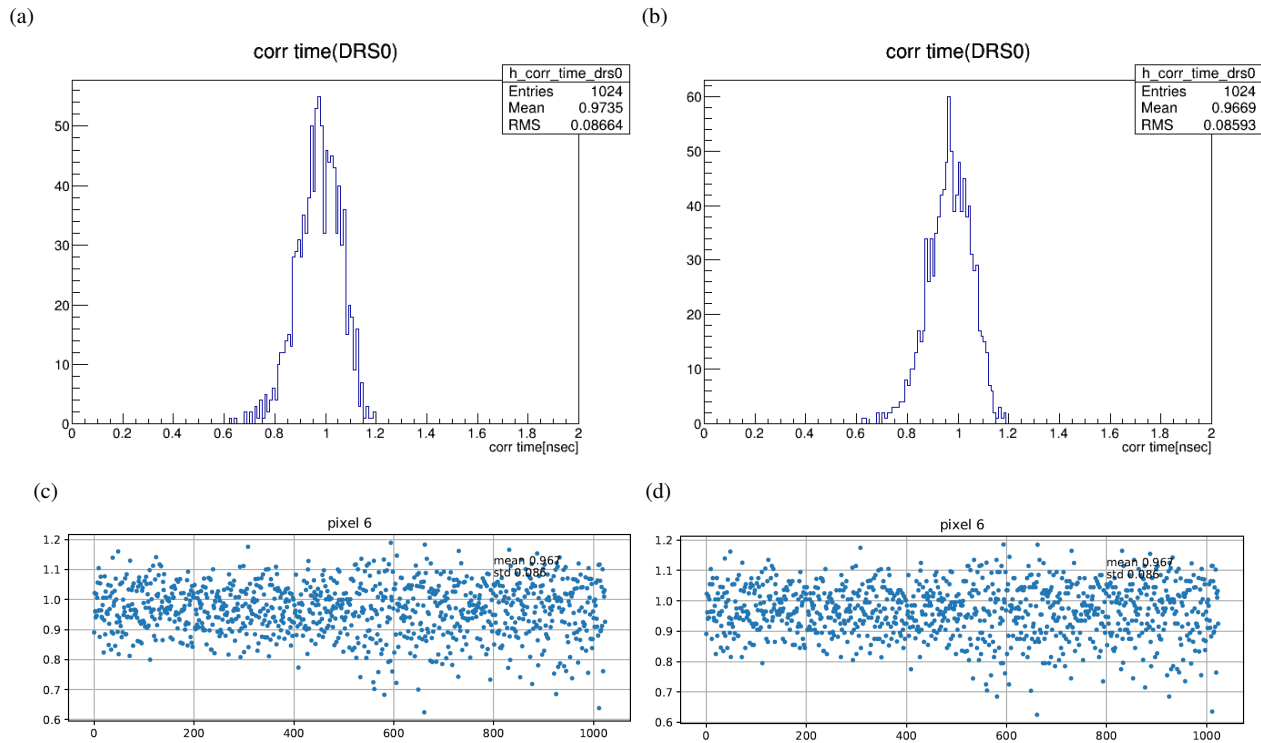 (a)
(b)
corr time(DRS0)
corr time(DRS0)
h_corr_time_drs0
Entries 1024
Mean 0.9735
RMS 0.08664
h_corr_time_drs0
Entries 1024
Mean 0.9669
RMS 0.08593
50
40
30
20
10
0
0 0.2 0.4 0.6 0.8 1 1.2 1.4 1.6 1.8 2
corr time[nsec]
60
50
40
30
20
10
0
0 0.2 0.4 0.6 0.8 1 1.2 1.4 1.6 1.8 2
corr time[nsec]
(c)
(d)
pixel 6
pixel 6
1.2
1.1
1.0
0.9
0.8
0.7
0.6
mean 0.967
std 0.086
0 200 400 600 800 1000
1.2
1.1
1.0
0.9
0.8
0.7
0.6
mean 0.967
std 0.086
0 200 400 600 800 1000